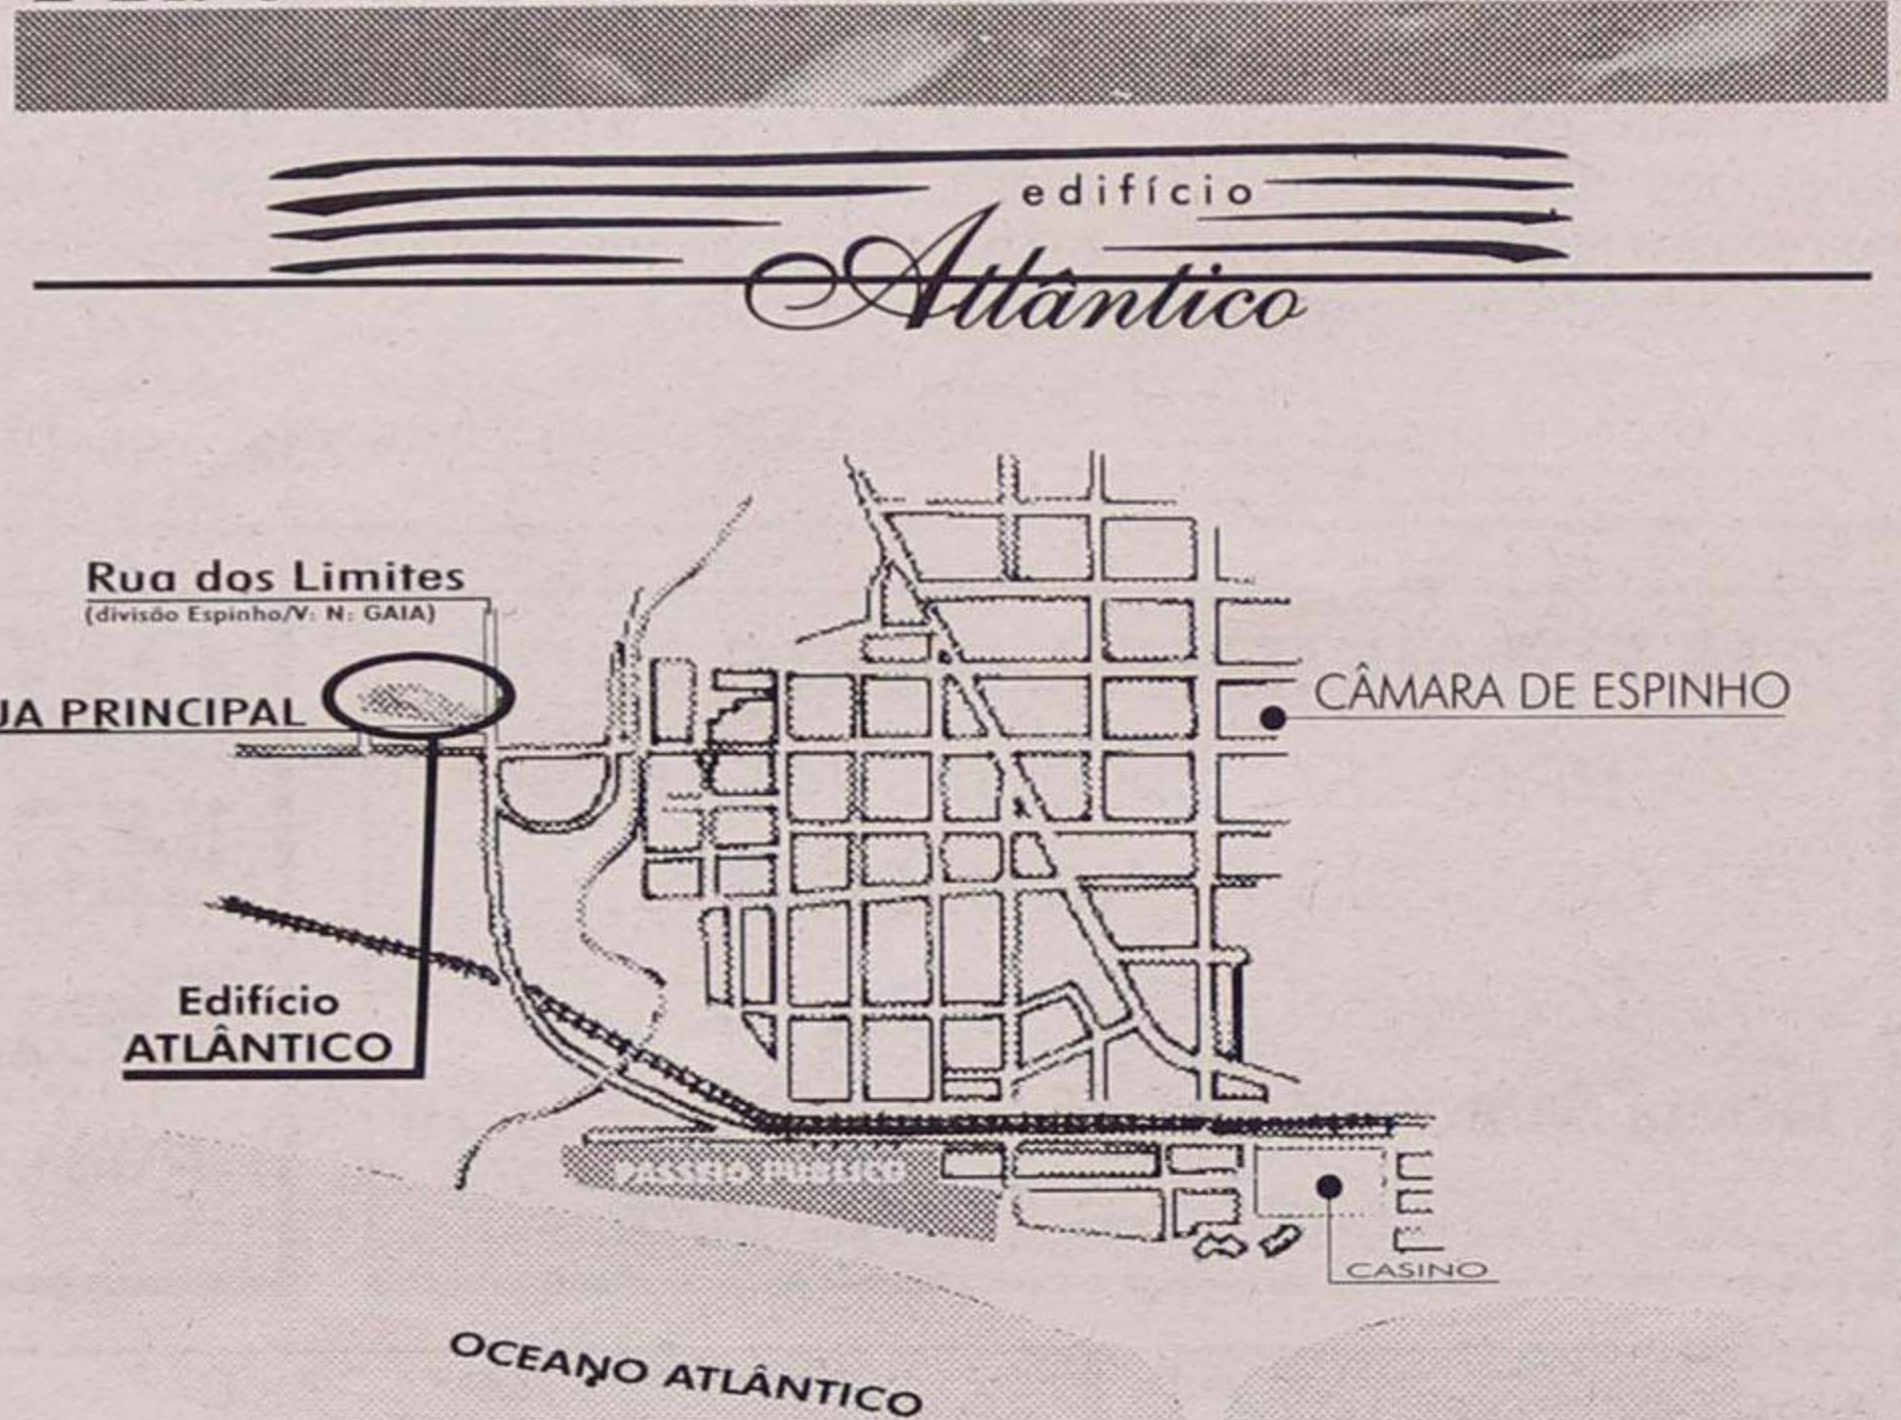 edifício
Atlântico
Rua dos Limites
(divisão Espinho/V: N: GAIA)
PRINCIPAL
CÂMARA DE ESPINHO
Edifício
ATLÂNTICO
PASSEIO PÚBLICO
CASINO
OCEANO ATLÂNTICO